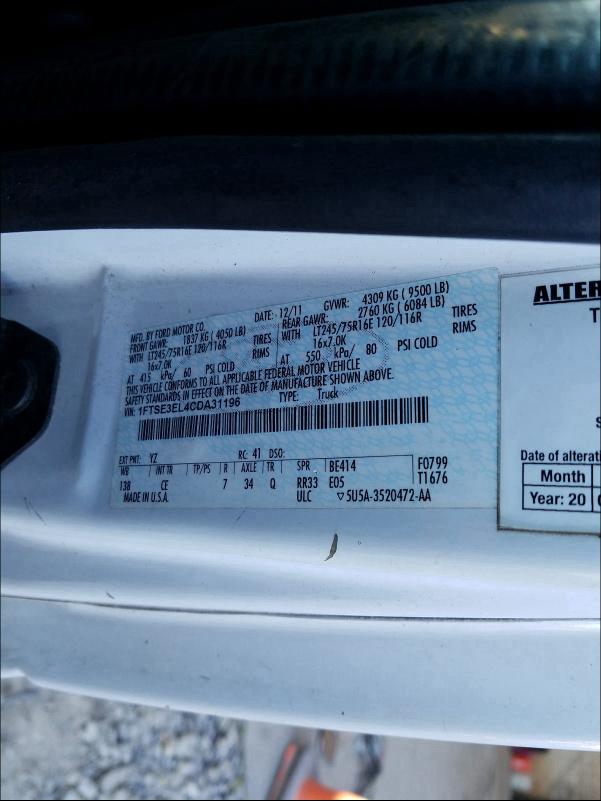 MFD. BY FORD MOTOR CO.
DATE: 12/11
GVWR: 4309 KG ( 9500 LB)
FRONT GAWR: 1837 KG ( 4050 LB)
REAR GAWR: 2760 KG ( 6084 LB)
WITH LT245/75R16E 120/116R TIRES
WITH LT245/75R16E 120/116R TIRES
16x7.0K RIMS
16x7.0K RIMS
AT 415 kPa/ 60 PSI COLD
AT 550 kPa/ 80 PSI COLD
THIS VEHICLE CONFORMS TO ALL APPLICABLE FEDERAL MOTOR VEHICLE
SAFETY STANDARDS IN EFFECT ON THE DATE OF MANUFACTURE SHOWN ABOVE.
VIN: 1FTSE3EL4CDA31196
TYPE: Truck
EXT PNT: YZ RC: 41 DSO:
WB INT TR TP/PS R AXLE TR SPR BE414 F0799
138 CE 7 34 Q RR33 E05 T1676
MADE IN U.S.A. ULC ▽5U5A-3520472-AA
ALTER
T
S
Date of alterati
Month
Year: 20